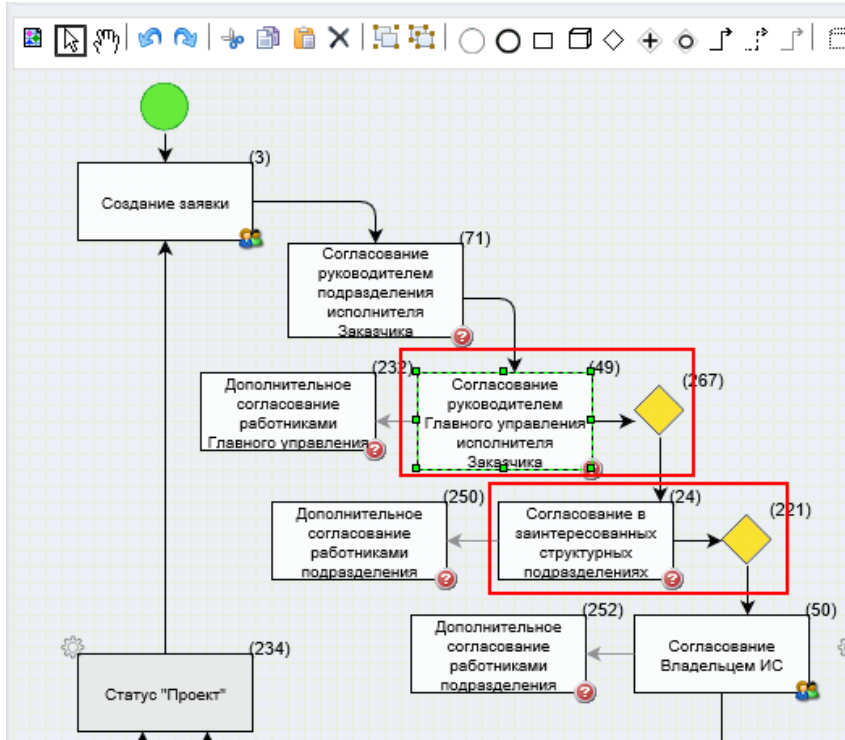 (3)
Создание заявки
(71)
Согласование
руководителем
подразделения
исполнителя
Заказчика
(232)
Дополнительное
согласование
работниками
Главного управления
(49)
Согласование
руководителем
Главного управления
исполнителя
Заказчика
(267)
(250)
Дополнительное
согласование
работниками
подразделения
(24)
Согласование в
заинтересованных
структурных
подразделениях
(221)
(252)
Дополнительное
согласование
работниками
подразделения
(50)
Согласование
Владельцем ИС
(234)
Статус "Проект"